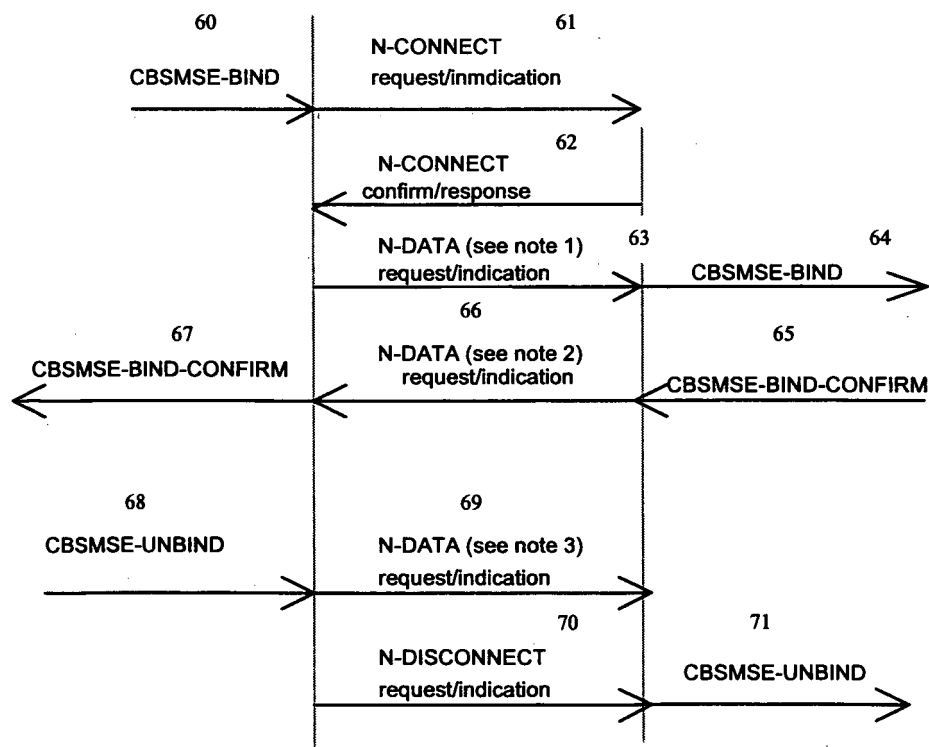 60
61
N-CONNECT
request/inmdication
CBSMSE-BIND
62
N-CONNECT
confirm/response
N-DATA (see note 1)
63
64
request/indication
CBSMSE-BIND
66
67
65
N-DATA (see note 2)
CBSMSE-BIND-CONFIRM
request/indication
CBSMSE-BIND-CONFIRM
68
69
CBSMSE-UNBIND
N-DATA (see note 3)
request/indication
70
71
N-DISCONNECT
CBSMSE-UNBIND
request/indication